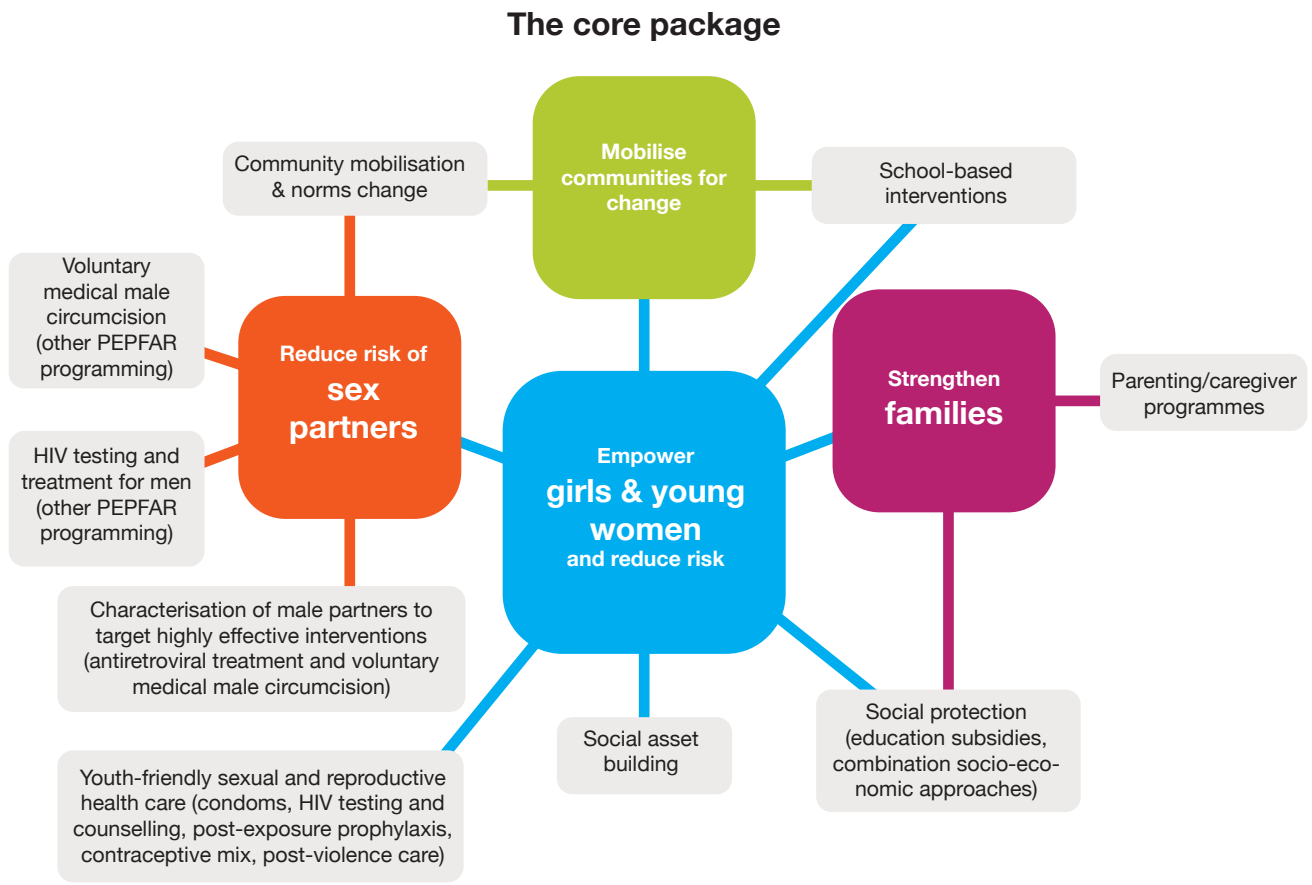 The core package
Mobilise
communities for
change
Community mobilisation
& norms change
School-based
interventions
Voluntary
medical male
circumcision
(other PEPFAR
programming)
Reduce risk of
sex
partners
Strengthen
families
Parenting/caregiver
programmes
HIV testing and
treatment for men
(other PEPFAR
programming)
Empower
girls & young
women
and reduce risk
Characterisation of male partners to
target highly effective interventions
(antiretroviral treatment and voluntary
medical male circumcision)
Social asset
building
Social protection
(education subsidies,
combination socio-eco-
nomic approaches)
Youth-friendly sexual and reproductive
health care (condoms, HIV testing and
counselling, post-exposure prophylaxis,
contraceptive mix, post-violence care)